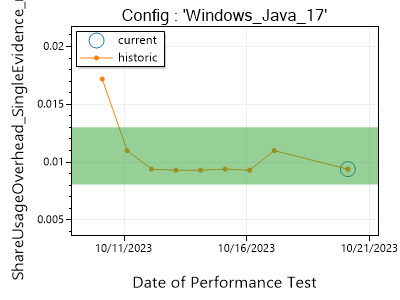 Config : 'Windows_Java_17'
ShareUsageOverhead_SingleEvidence_
current
historic
0.02
0.015
0.01
0.005
10/11/2023
10/16/2023
10/21/2023
Date of Performance Test